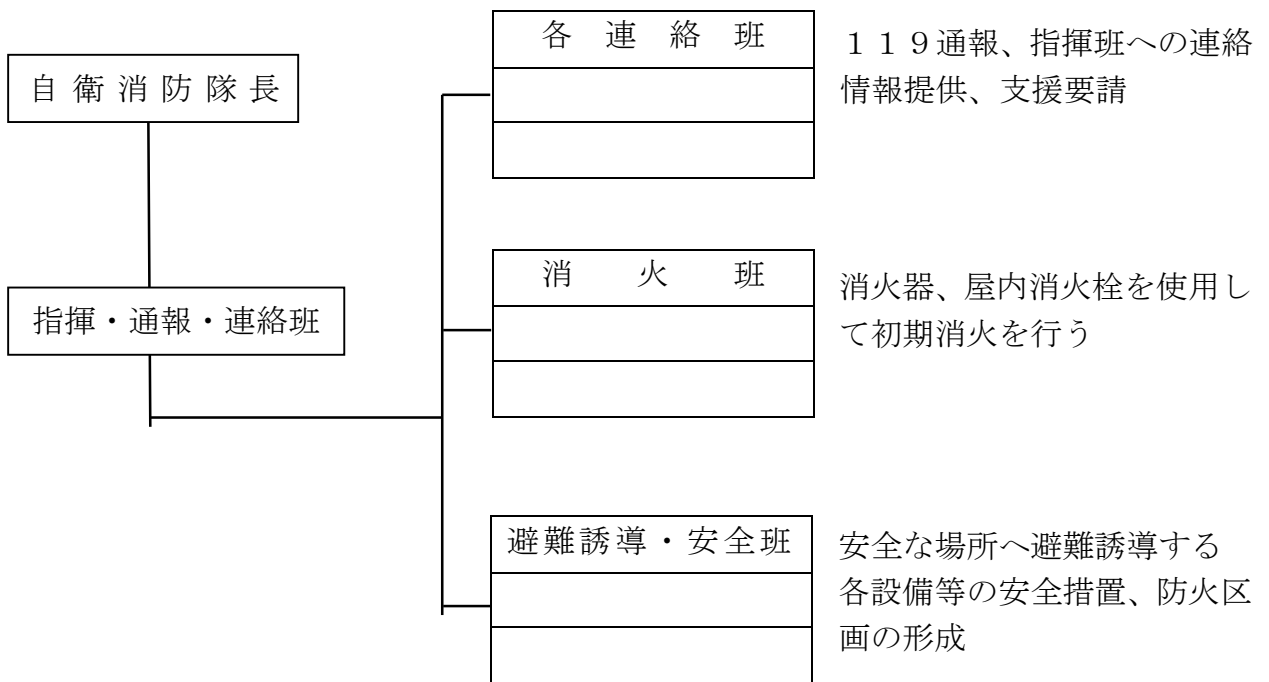 自衛消防隊長
指揮・通報・連絡班
各連絡班
119通報、指揮班への連絡
情報提供、支援要請
消火班
消火器、屋内消火栓を使用し
て初期消火を行う
避難誘導・安全班
安全な場所へ避難誘導する
各設備等の安全措置、防火区
画の形成